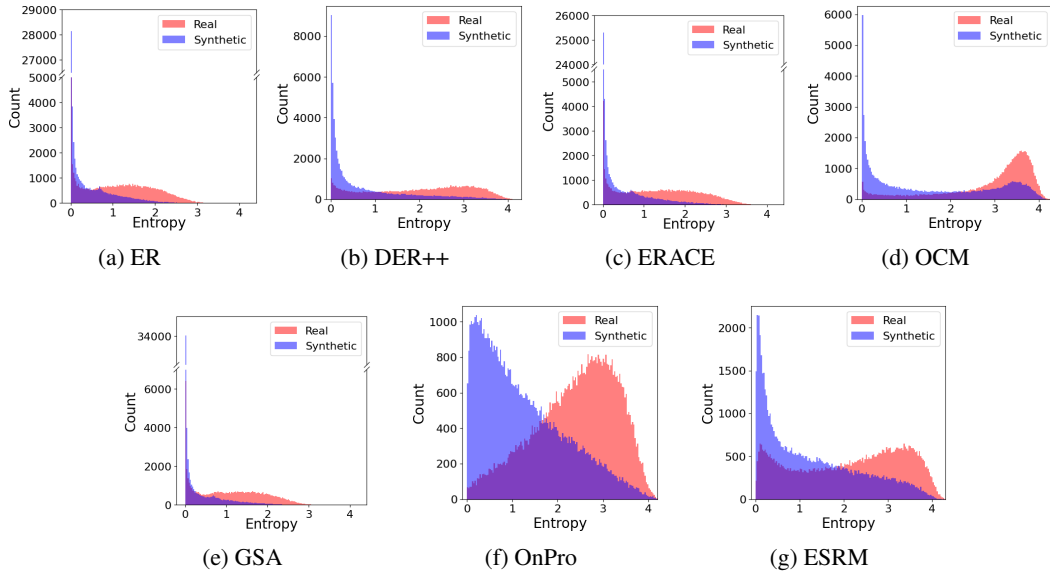 29000
28000
27000
5000
4000
3000
2000
1000
0
Count
0 1 2 3 4
Entropy
Real
Synthetic
(a) ER
8000
6000
4000
2000
0
Count
0 1 2 3 4
Entropy
Real
Synthetic
(b) DER++
26000
25000
24000
5000
4000
3000
2000
1000
0
Count
0 1 2 3 4
Entropy
Real
Synthetic
(c) ERACE
6000
5000
4000
3000
2000
1000
0
Count
0 1 2 3 4
Entropy
Real
Synthetic
(d) OCM
34000
6000
4000
2000
0
Count
0 1 2 3 4
Entropy
Real
Synthetic
(e) GSA
1000
800
600
400
200
0
Count
0 1 2 3 4
Entropy
Real
Synthetic
(f) OnPro
2000
1500
1000
500
0
Count
0 1 2 3 4
Entropy
Real
Synthetic
(g) ESRM